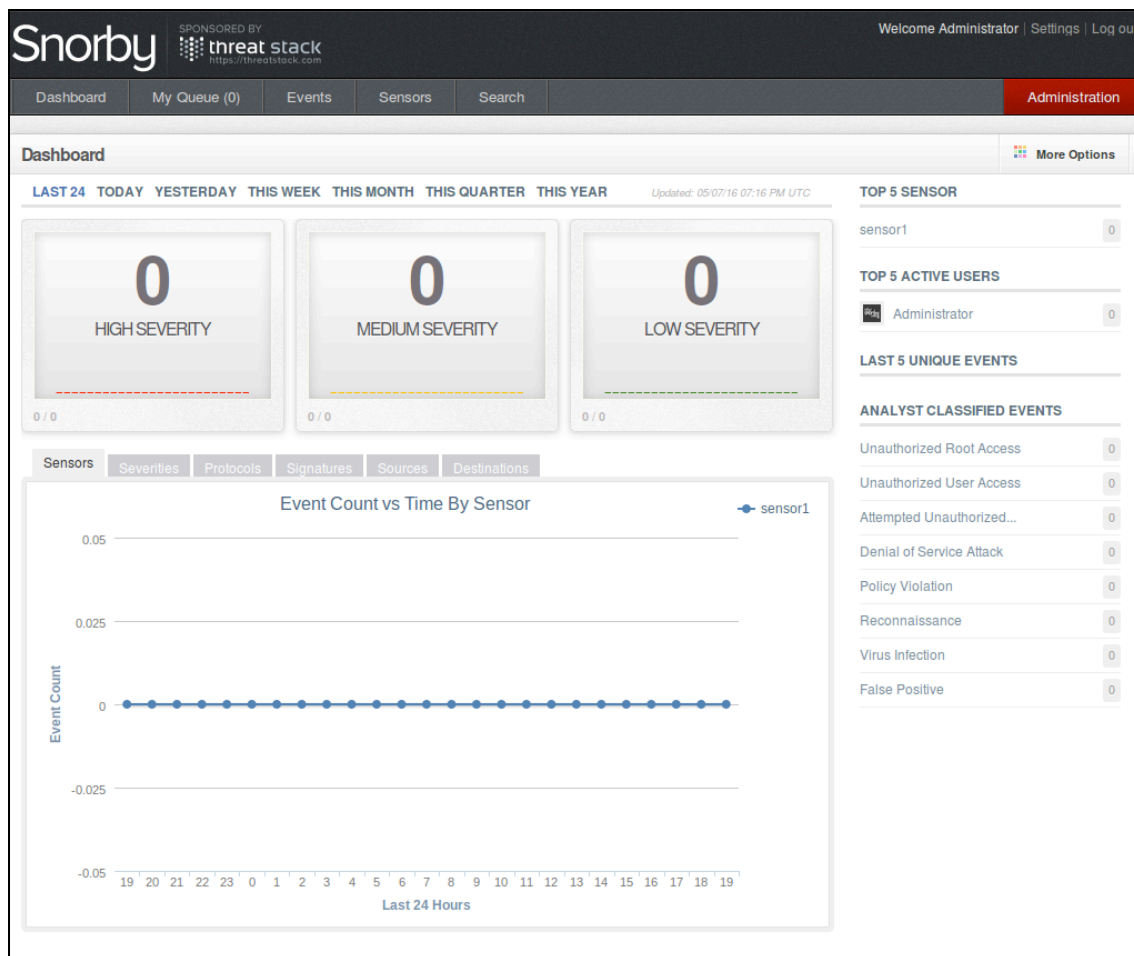 Snorby
SPONSORED BY
threat stack
https://threatstack.com
Welcome Administrator | Settings | Log ou
Dashboard My Queue (0) Events Sensors Search Administration
Dashboard
More Options
LAST 24 TODAY YESTERDAY THIS WEEK THIS MONTH THIS QUARTER THIS YEAR Updated: 05/07/16 07:16 PM UTC
0
HIGH SEVERITY
0 / 0
0
MEDIUM SEVERITY
0 / 0
0
LOW SEVERITY
0 / 0
Sensors Severities Protocols Signatures Sources Destinations
Event Count vs Time By Sensor
sensor1
0.05
0.025
0
-0.025
-0.05
Event Count
19 20 21 22 23 0 1 2 3 4 5 6 7 8 9 10 11 12 13 14 15 16 17 18 19
Last 24 Hours
TOP 5 SENSOR
sensor1 0
TOP 5 ACTIVE USERS
Administrator 0
LAST 5 UNIQUE EVENTS
ANALYST CLASSIFIED EVENTS
Unauthorized Root Access 0
Unauthorized User Access 0
Attempted Unauthorized... 0
Denial of Service Attack 0
Policy Violation 0
Reconnaissance 0
Virus Infection 0
False Positive 0